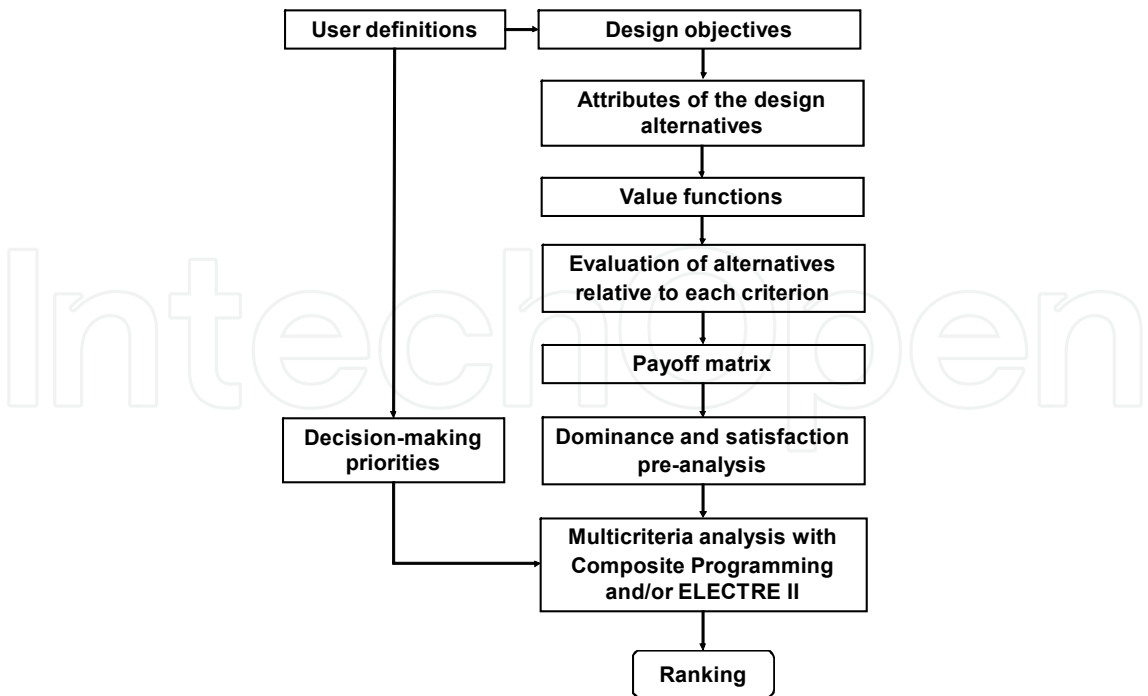 User definitions
Design objectives
Attributes of the design
alternatives
Value functions
Evaluation of alternatives
relative to each criterion
IntechOpen
Payoff matrix
Decision-making
priorities
Dominance and satisfaction
pre-analysis
Multicriteria analysis with
Composite Programming
and/or ELECTRE II
Ranking